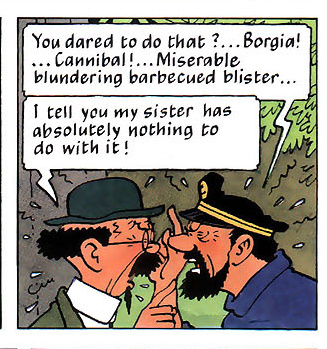 You dared to do that ?...Borgia!
...Cannibal!...Miserable
blundering barbecued blister...
I tell you my sister has
absolutely nothing to
do with it!